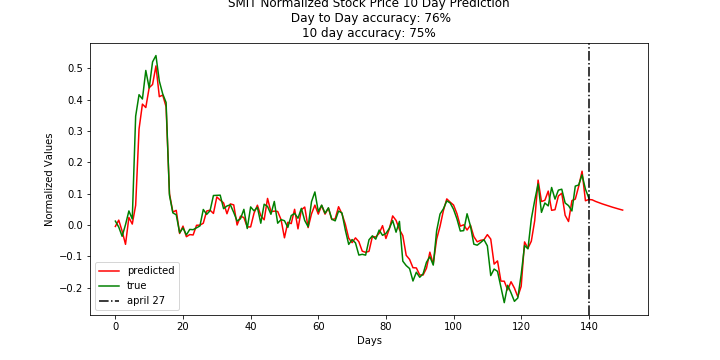 SMIT Normalized Stock Price 10 Day Prediction
Day to Day accuracy: 76%
10 day accuracy: 75%
Normalized Values
0.5
0.4
0.3
0.2
0.1
0.0
−0.1
−0.2
predicted
true
april 27
0 20 40 60 80 100 120 140
Days